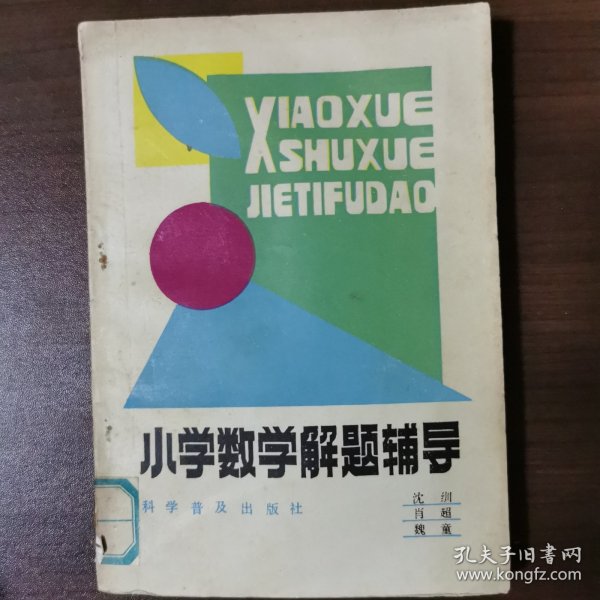 XIAOXUE
SHUXUE
JIETIFUDAO
小学数学解题辅导
科学普及出版社
沈 钏
肖 超
魏 童
孔夫子旧书网
www.kongfz.com